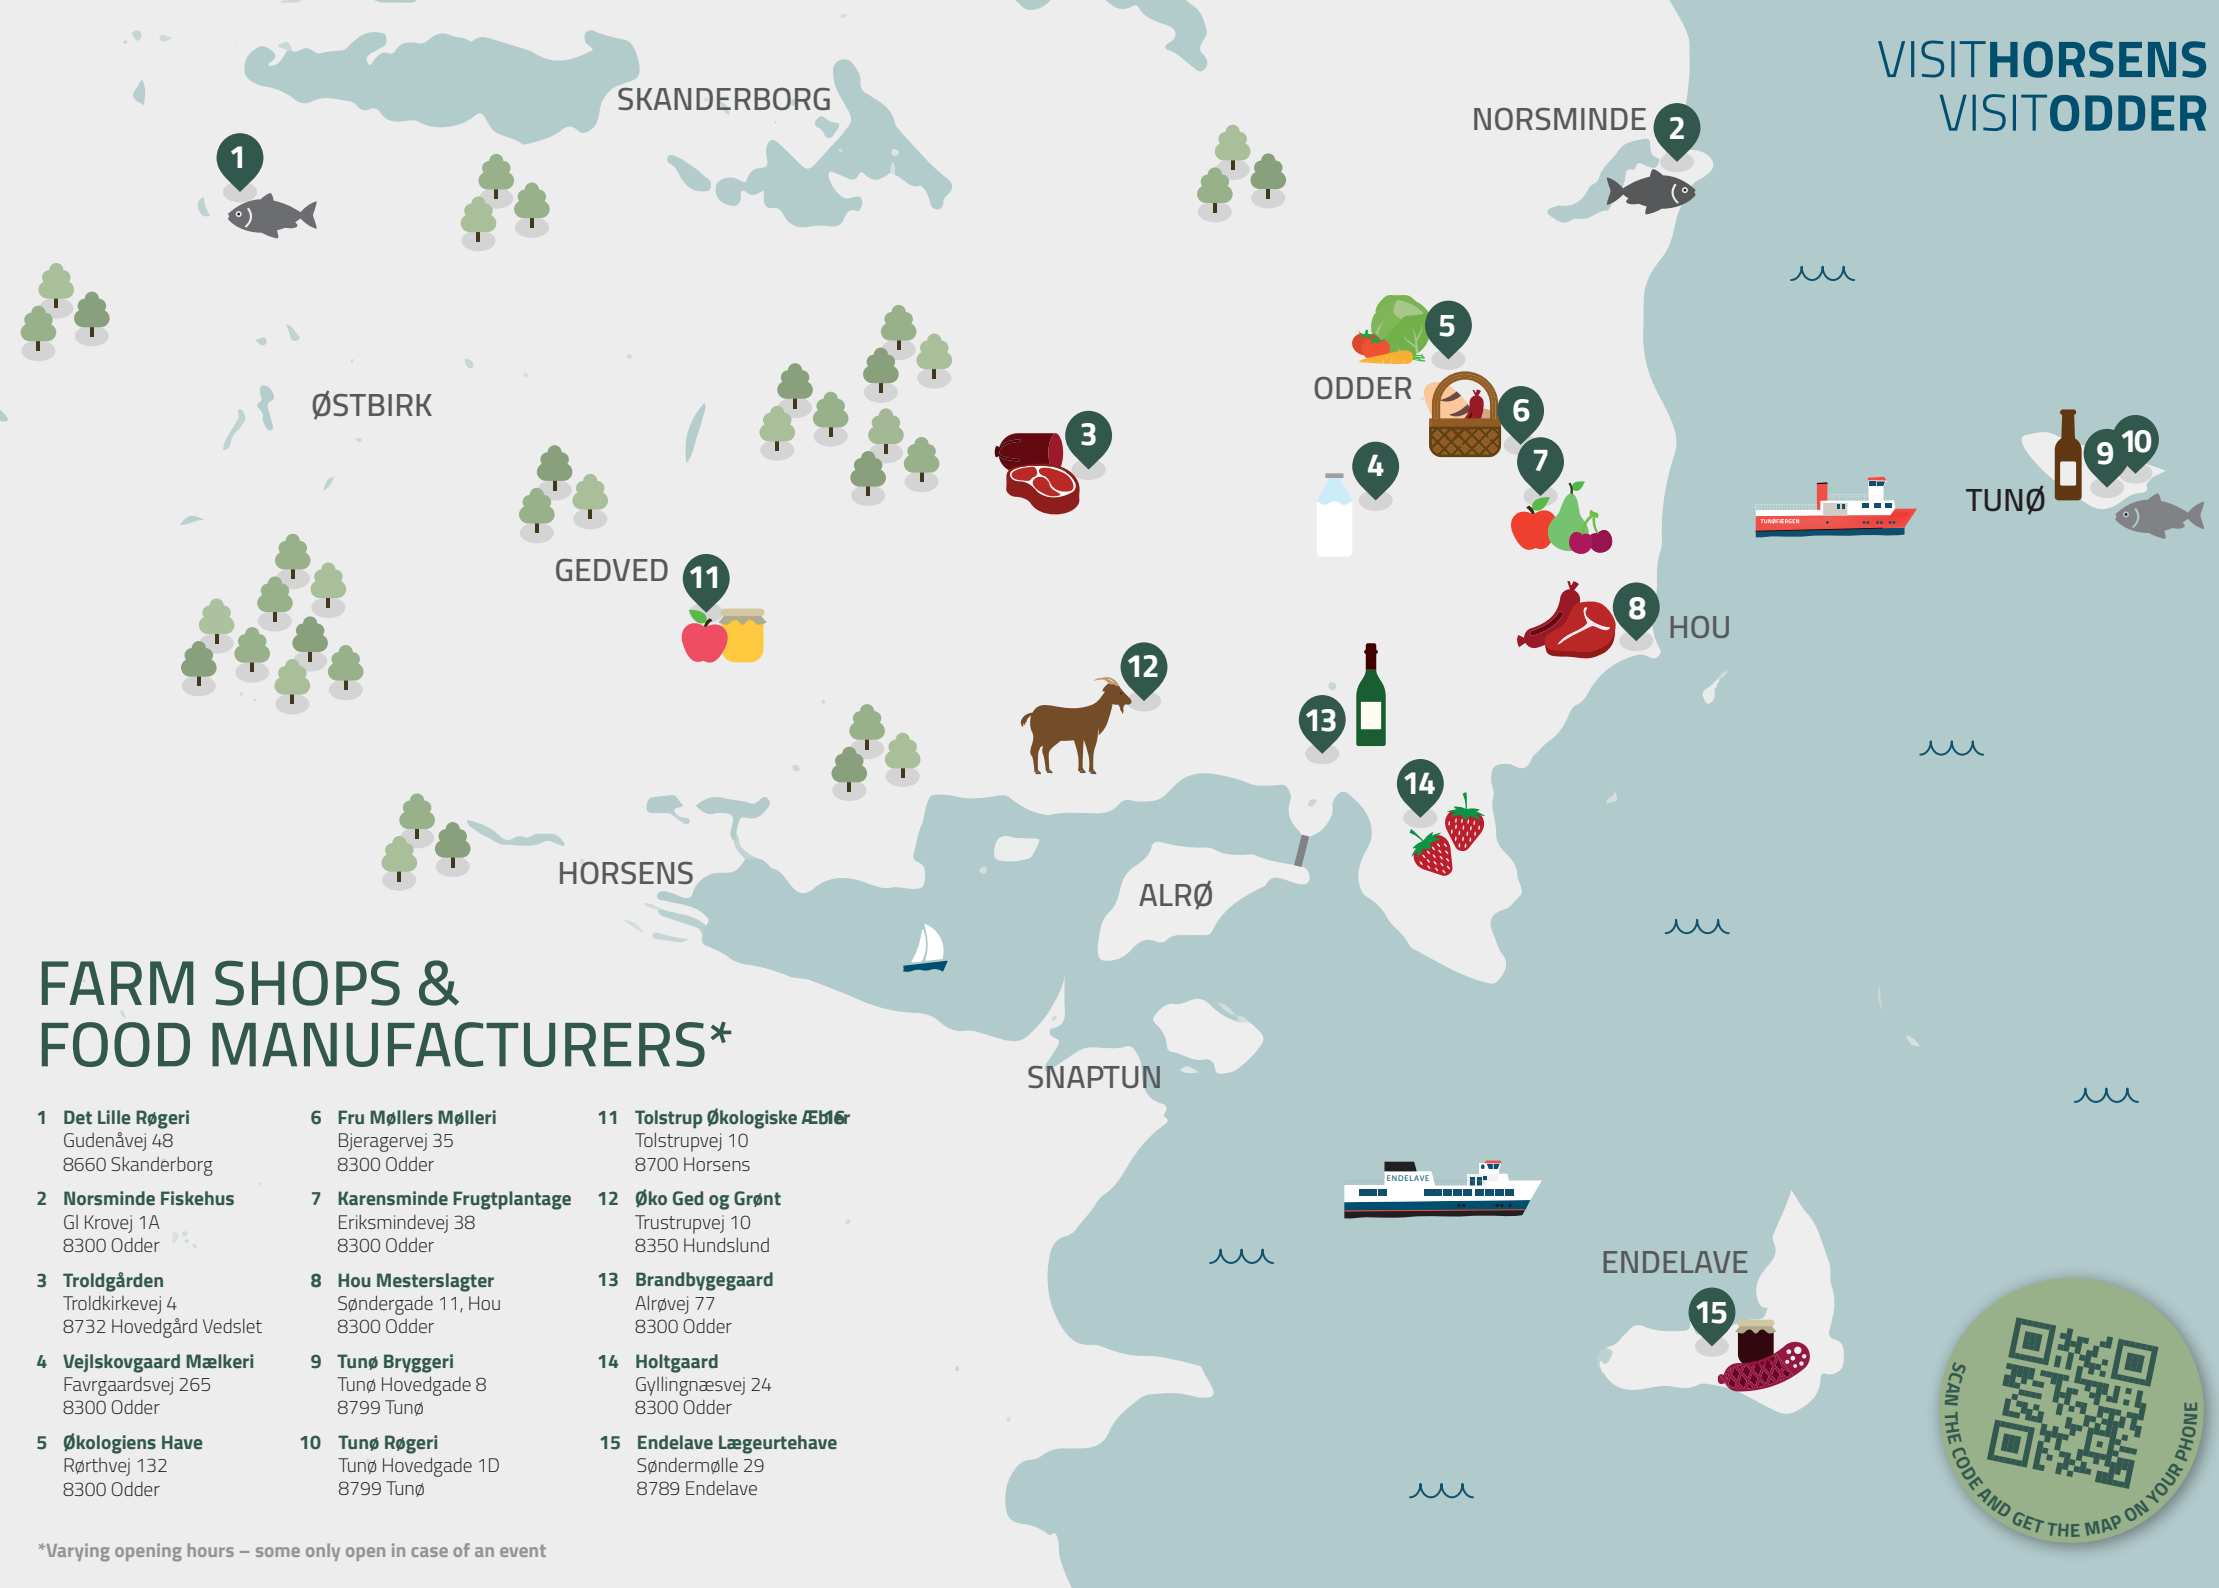 VISITHORSENS
VISITODDER
SKANDERBORG
NORSMINDE
2
1
5
ØSTBIRK
ODDER
6
3
4
7
9
10
TUNØ
TUNØFÆRGEN
GEDVED
11
8
HOU
12
13
14
HORSENS
ALRØ
SNAPTUN
ENDELAVE
ENDELAVE
15
FARM SHOPS &
FOOD MANUFACTURERS*
1 Det Lille Røgeri
Gudenåvej 48
8660 Skanderborg
2 Norsminde Fiskehus
Gl Krovej 1A
8300 Odder
3 Troldgården
Troldkirkevej 4
8732 Hovedgård Vedslet
4 Vejlskovgaard Mælkeri
Favrgaardsvej 265
8300 Odder
5 Økologiens Have
Rørthvej 132
8300 Odder
6 Fru Møllers Mølleri
Bjeragervej 35
8300 Odder
7 Karensminde Frugtplantage
Eriksmindevej 38
8300 Odder
8 Hou Mesterslagter
Søndergade 11, Hou
8300 Odder
9 Tunø Bryggeri
Tunø Hovedgade 8
8799 Tunø
10 Tunø Røgeri
Tunø Hovedgade 1D
8799 Tunø
11 Tolstrup Økologiske Æbler 16
Tolstrupvej 10
8700 Horsens
12 Øko Ged og Grønt
Trustrupvej 10
8350 Hundslund
13 Brandbygegaard
Alrøvej 77
8300 Odder
14 Holtgaard
Gyllingnæsvej 24
8300 Odder
15 Endelave Lægeurtehave
Søndermølle 29
8789 Endelave
*Varying opening hours – some only open in case of an event
SCAN THE CODE AND GET THE MAP ON YOUR PHONE